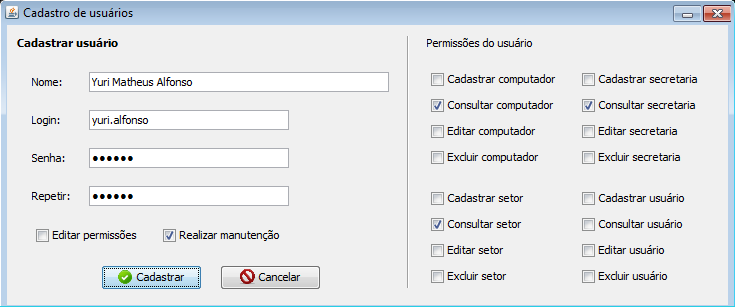 Cadastro de usuários
Cadastrar usuário
Nome: Yuri Matheus Alfonso
Login: yuri.alfonso
Senha: ●●●●●●
Repetir: ●●●●●●
Editar permissões Realizar manutenção
Cadastrar Cancelar
Permissões do usuário
Cadastrar computador Cadastrar secretaria
Consultar computador Consultar secretaria
Editar computador Editar secretaria
Excluir computador Excluir secretaria
Cadastrar setor Cadastrar usuário
Consultar setor Consultar usuário
Editar setor Editar usuário
Excluir setor Excluir usuário